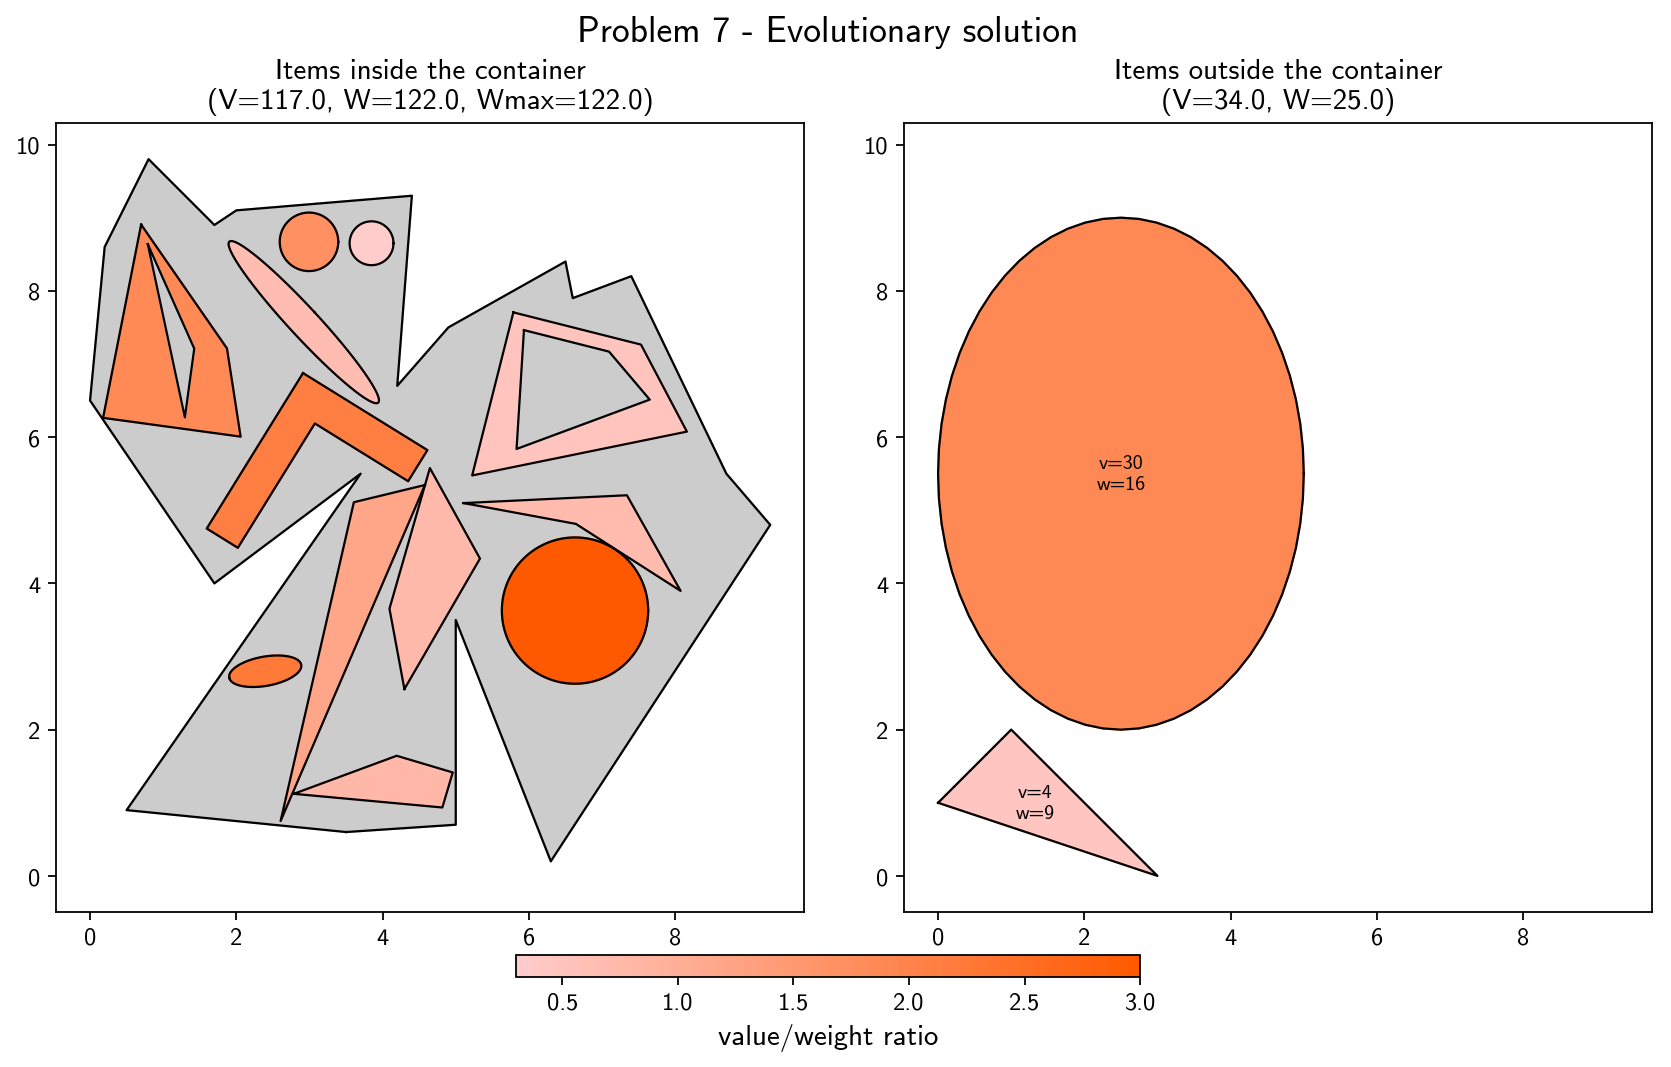 Problem 7 - Evolutionary solution
Items inside the container
(V=117.0, W=122.0, Wmax=122.0)
Items outside the container
(V=34.0, W=25.0)
10
8
6
4
2
0
0 2 4 6 8
10
8
6
4
2
0
v=30
w=16
v=4
w=9
0 2 4 6 8
0.5 1.0 1.5 2.0 2.5 3.0
value/weight ratio